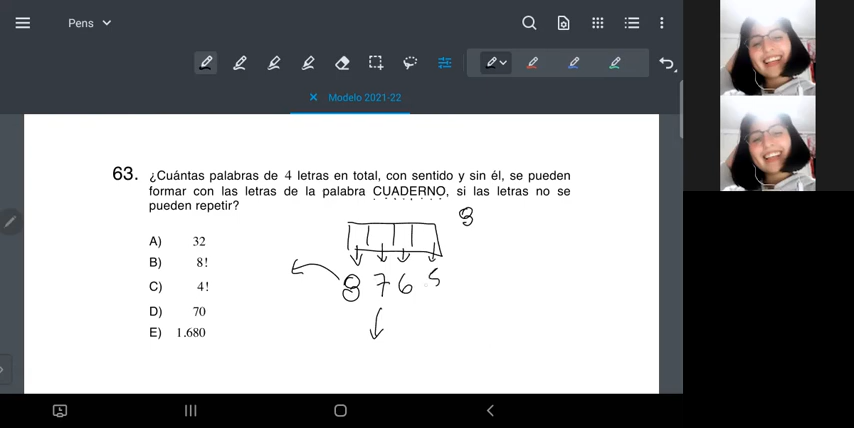 Pens
Modelo 2021-22
63. ¿Cuántas palabras de 4 letras en total, con sentido y sin él, se pueden
formar con las letras de la palabra CUADERNO, si las letras no se
pueden repetir?
8
A) 32
B) 8!
C) 4!
D) 70
E) 1.680
8 7 6 5